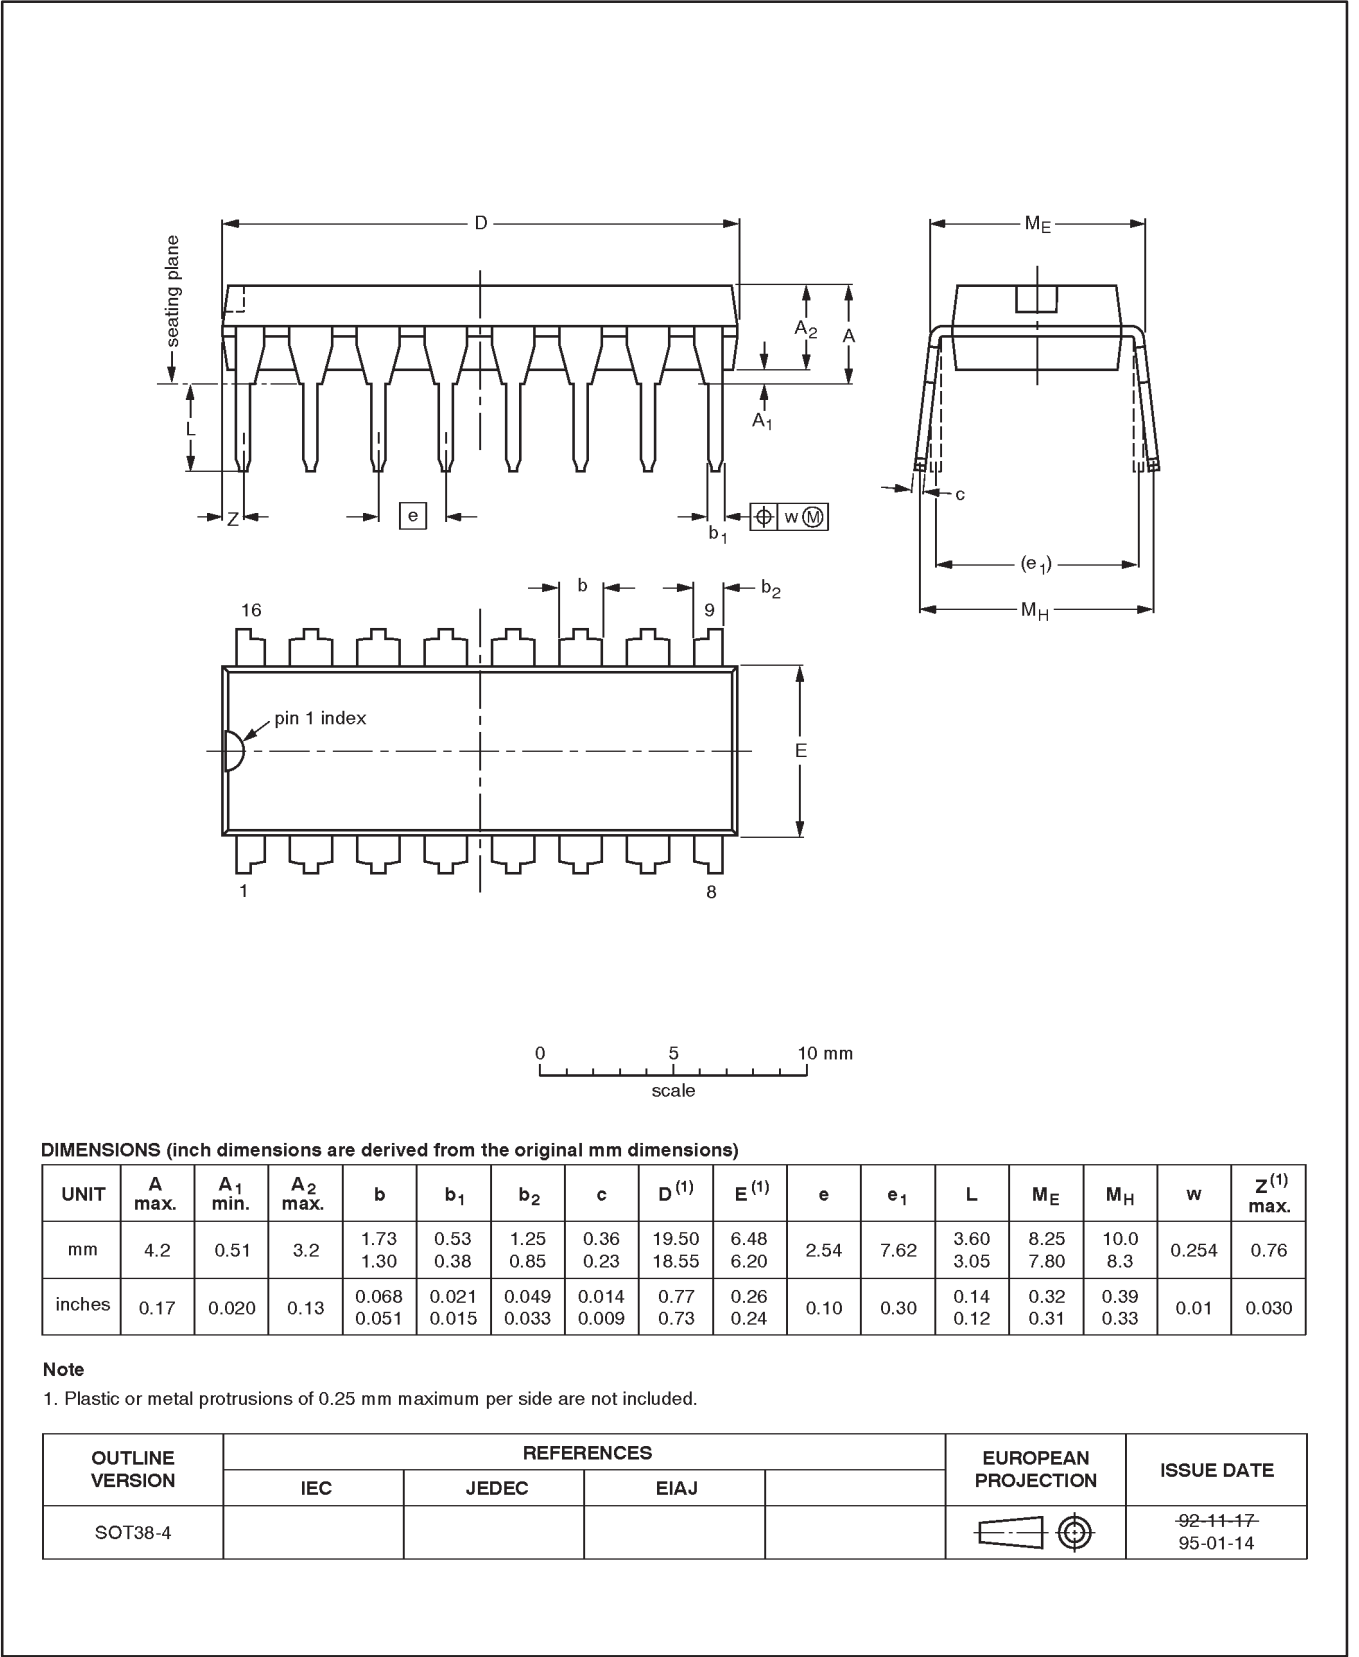 D
ME
seating plane
A2
A
A1
L
Z
e
b1
w M
c
(e1)
MH
b
b2
16
9
pin 1 index
E
1
8
0 5 10 mm
scale
DIMENSIONS (inch dimensions are derived from the original mm dimensions)
UNIT A max. A1 min. A2 max. b b1 b2 c D(1) E(1) e e1 L ME MH w Z(1) max.
mm 4.2 0.51 3.2 1.73 1.30 0.53 0.38 1.25 0.85 0.36 0.23 19.50 18.55 6.48 6.20 2.54 7.62 3.60 3.05 8.25 7.80 10.0 8.3 0.254 0.76
inches 0.17 0.020 0.13 0.068 0.051 0.021 0.015 0.049 0.033 0.014 0.009 0.77 0.73 0.26 0.24 0.10 0.30 0.14 0.12 0.32 0.31 0.39 0.33 0.01 0.030
Note
1. Plastic or metal protrusions of 0.25 mm maximum per side are not included.
OUTLINE VERSION REFERENCES EUROPEAN PROJECTION ISSUE DATE
IEC JEDEC EIAJ
SOT38-4 92-11-17
95-01-14